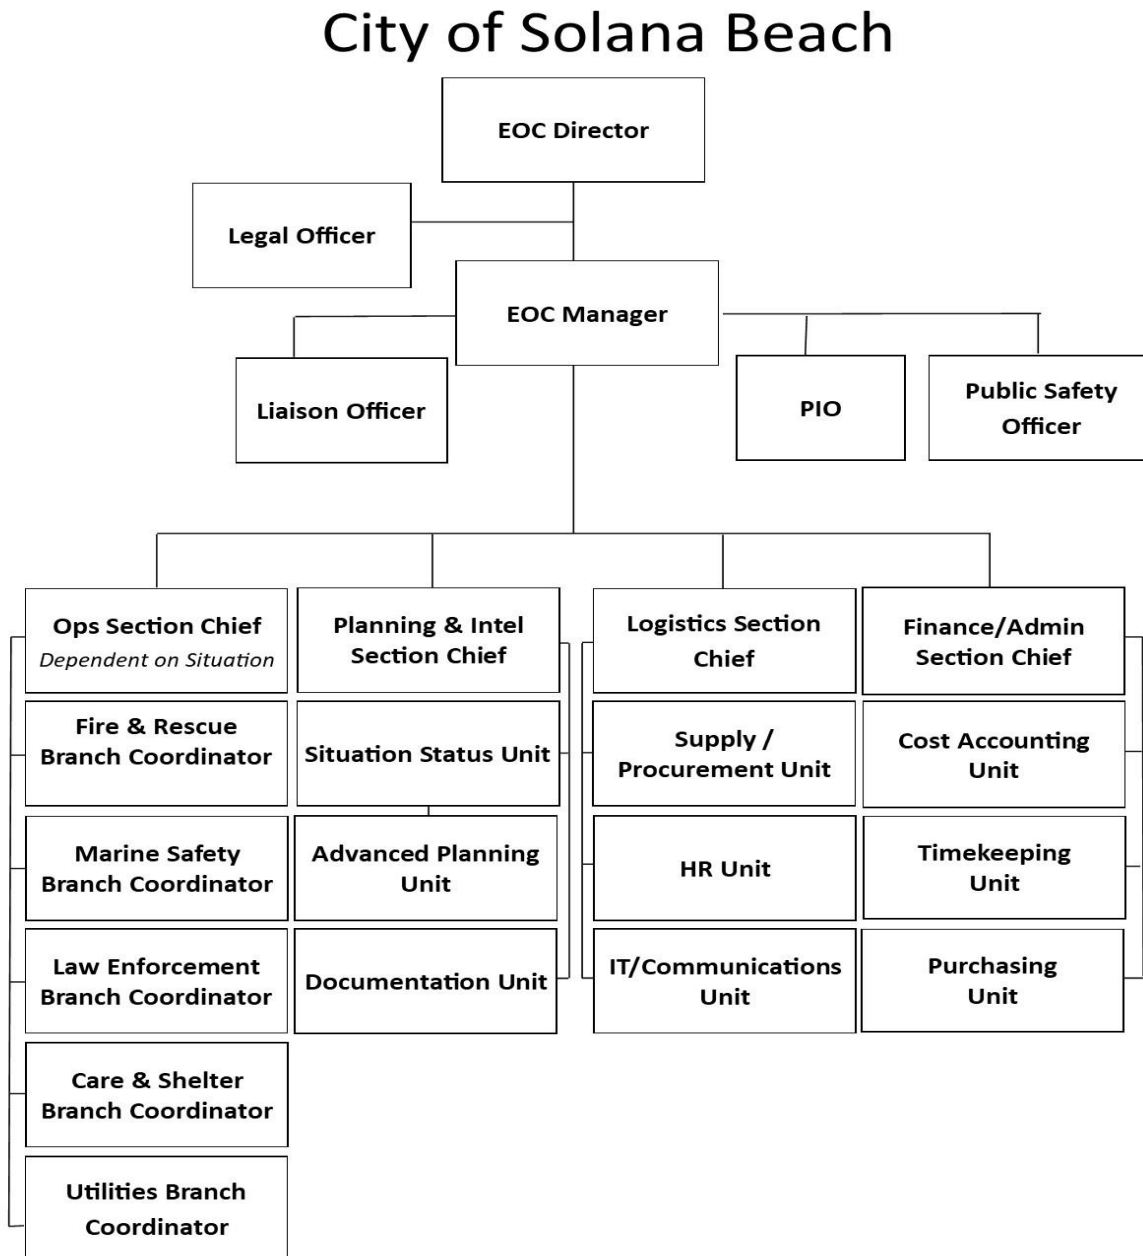 City of Solana Beach
EOC Director
Legal Officer
EOC Manager
Liaison Officer
PIO
Public Safety
Officer
Ops Section Chief
Dependent on Situation
Planning & Intel
Section Chief
Logistics Section
Chief
Finance/Admin
Section Chief
Fire & Rescue
Branch Coordinator
Situation Status Unit
Supply /
Procurement Unit
Cost Accounting
Unit
Marine Safety
Branch Coordinator
Advanced Planning
Unit
HR Unit
Timekeeping
Unit
Law Enforcement
Branch Coordinator
Documentation Unit
IT/Communications
Unit
Purchasing
Unit
Care & Shelter
Branch Coordinator
Utilities Branch
Coordinator